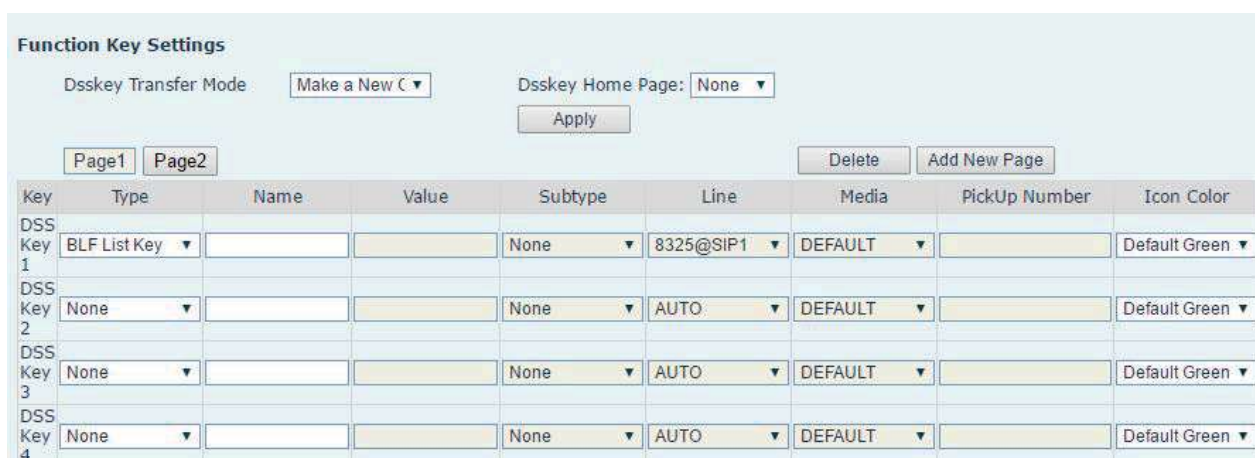 Function Key Settings
Dsskey Transfer Mode Make a New C Dsskey Home Page: None
Apply
Page1 Page2 Delete Add New Page
Key Type Name Value Subtype Line Media PickUp Number Icon Color
DSS Key 1 BLF List Key None 8325@SIP1 DEFAULT Default Green
DSS Key 2 None None AUTO DEFAULT Default Green
DSS Key 3 None None AUTO DEFAULT Default Green
DSS Key 4 None None AUTO DEFAULT Default Green